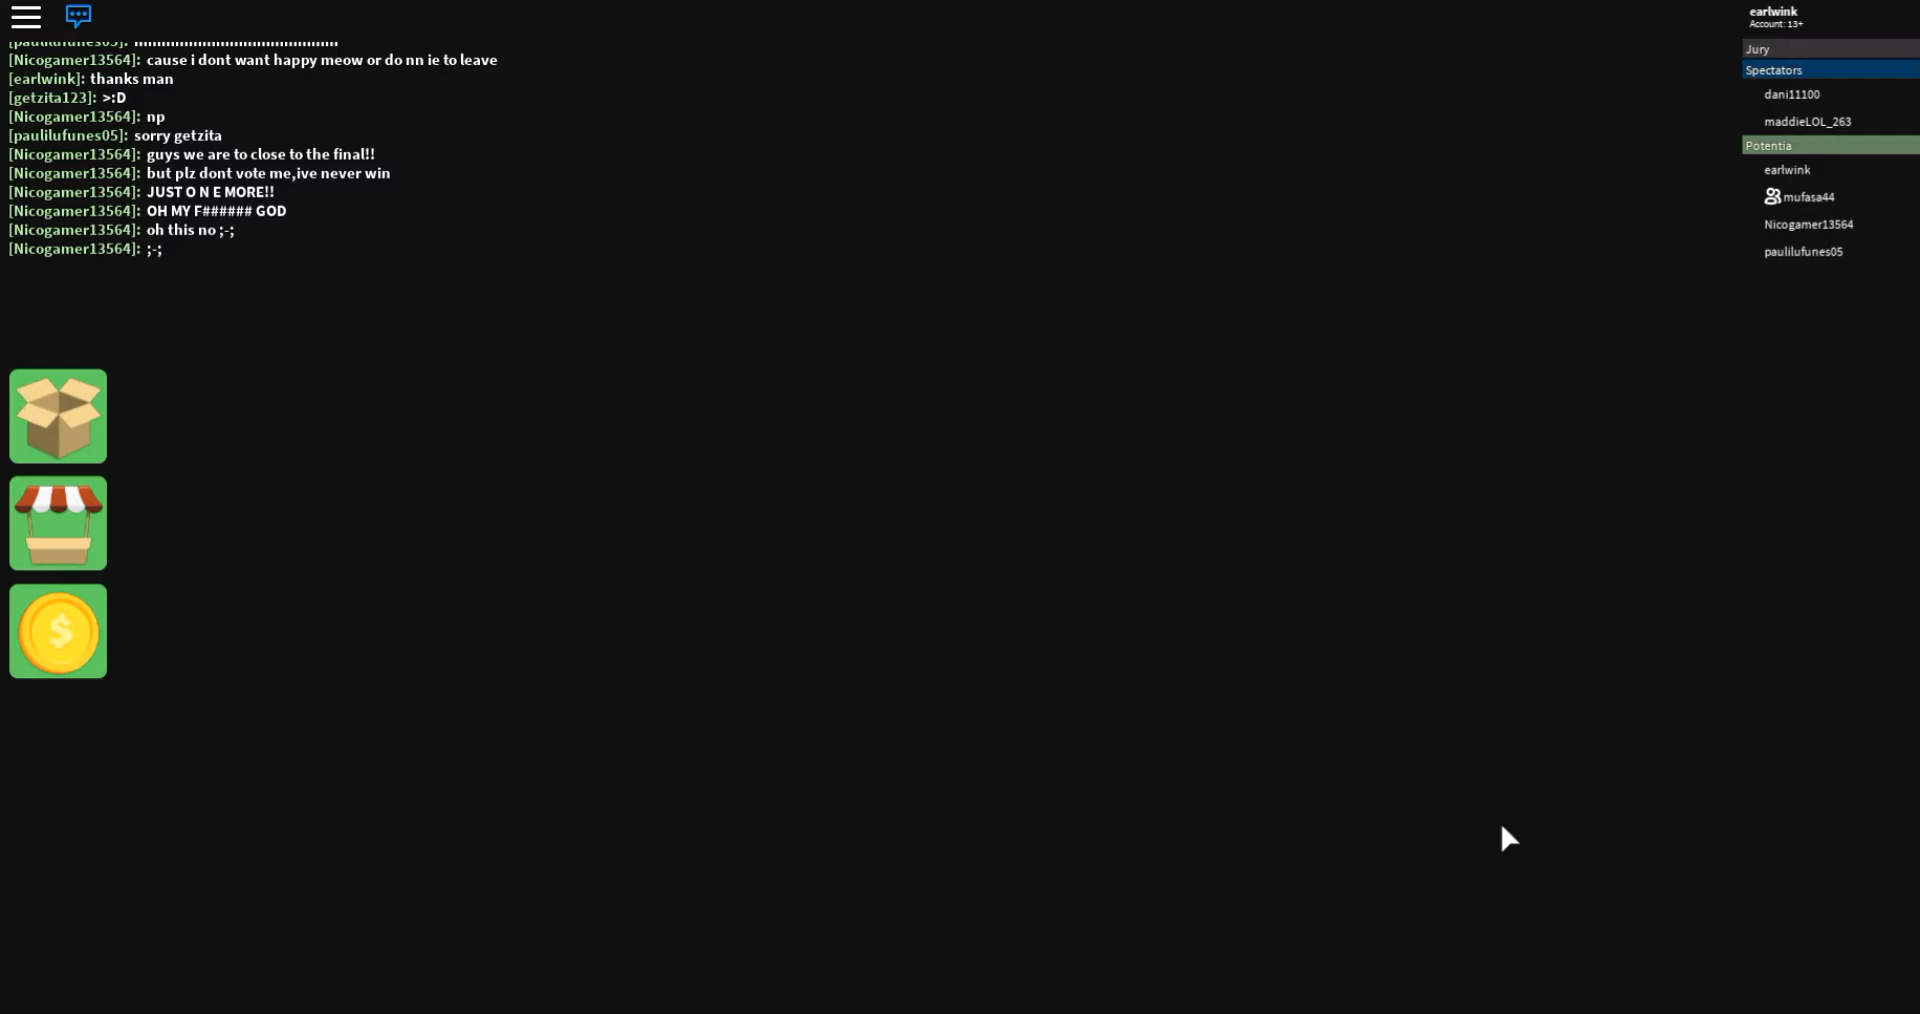 [paulilufunes05]:
[Nicogamer13564]: cause i dont want happy meow or do nn ie to leave
[earlwink]: thanks man
[getzita123]: >:D
[Nicogamer13564]: np
[paulilufunes05]: sorry getzita
[Nicogamer13564]: guys we are to close to the final!!
[Nicogamer13564]: but plz dont vote me,ive never win
[Nicogamer13564]: JUST O N E MORE!!
[Nicogamer13564]: OH MY F###### GOD
[Nicogamer13564]: oh this no ;-;
[Nicogamer13564]: ;-;
$
earlwink
Account: 13+
Jury
Spectators
dani11100
maddieLOL_263
Potentia
earlwink
mufasa44
Nicogamer13564
paulilufunes05